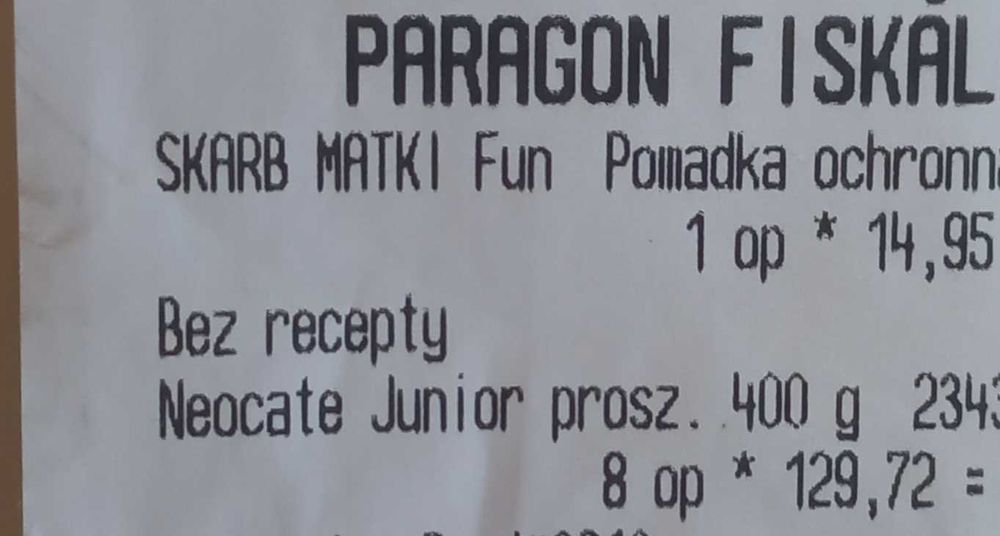 PARAGON FISKAL
SKARB MATKI Fun Pomadka ochronn
1 op * 14,95
Bez recepty
Neocate Junior prosz. 400 g 234
8 op * 129,72 =